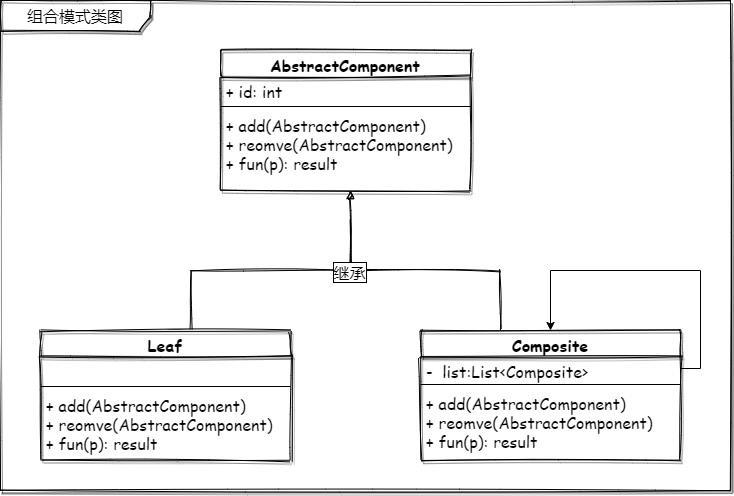 组合模式类图
AbstractComponent
+ id: int
+ add(AbstractComponent)
+ reomve(AbstractComponent)
+ fun(p): result
继承
Leaf
+ add(AbstractComponent)
+ reomve(AbstractComponent)
+ fun(p): result
Composite
- list:List<Composite>
+ add(AbstractComponent)
+ reomve(AbstractComponent)
+ fun(p): result